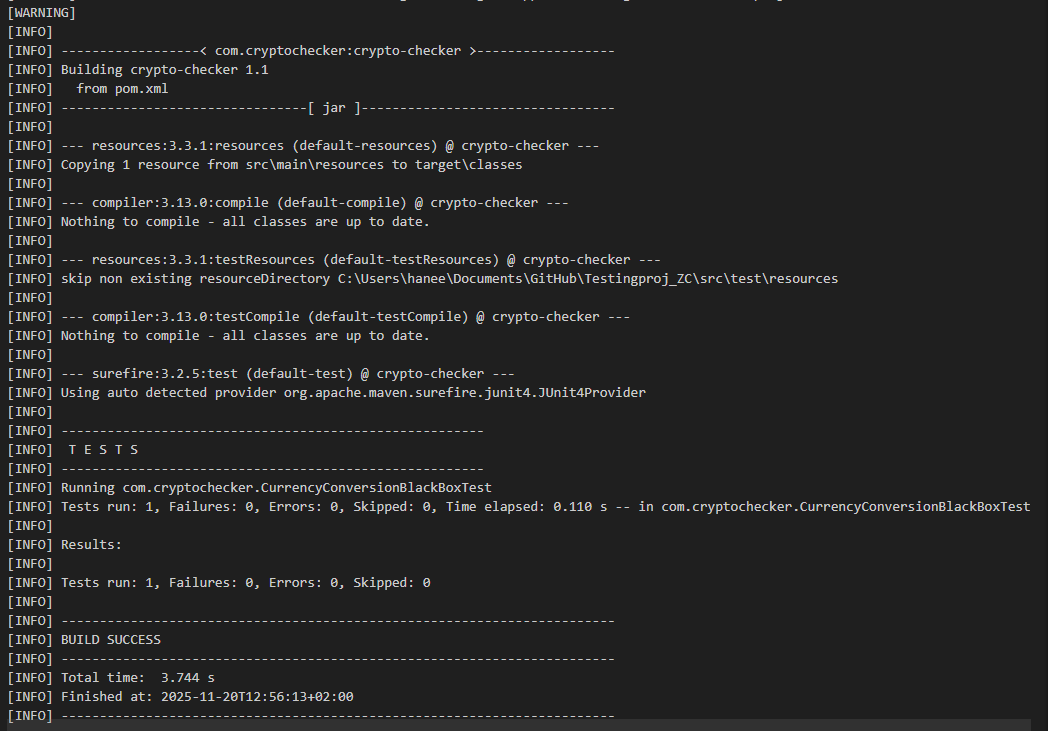 [WARNING]
[INFO]
[INFO] ------------------< com.cryptochecker:crypto-checker >------------------
[INFO] Building crypto-checker 1.1
[INFO]   from pom.xml
[INFO] --------------------------------[ jar ]---------------------------------
[INFO]
[INFO] --- resources:3.3.1:resources (default-resources) @ crypto-checker ---
[INFO] Copying 1 resource from src\main\resources to target\classes
[INFO]
[INFO] --- compiler:3.13.0:compile (default-compile) @ crypto-checker ---
[INFO] Nothing to compile - all classes are up to date.
[INFO]
[INFO] --- resources:3.3.1:testResources (default-testResources) @ crypto-checker ---
[INFO] skip non existing resourceDirectory C:\Users\hanee\Documents\GitHub\Testingproj_ZC\src\test\resources
[INFO]
[INFO] --- compiler:3.13.0:testCompile (default-testCompile) @ crypto-checker ---
[INFO] Nothing to compile - all classes are up to date.
[INFO]
[INFO] --- surefire:3.2.5:test (default-test) @ crypto-checker ---
[INFO] Using auto detected provider org.apache.maven.surefire.junit4.JUnit4Provider
[INFO]
[INFO] -------------------------------------------------------
[INFO]  T E S T S
[INFO] -------------------------------------------------------
[INFO] Running com.cryptochecker.CurrencyConversionBlackBoxTest
[INFO] Tests run: 1, Failures: 0, Errors: 0, Skipped: 0, Time elapsed: 0.110 s -- in com.cryptochecker.CurrencyConversionBlackBoxTest
[INFO]
[INFO] Results:
[INFO]
[INFO] Tests run: 1, Failures: 0, Errors: 0, Skipped: 0
[INFO]
[INFO] ------------------------------------------------------------------------
[INFO] BUILD SUCCESS
[INFO] ------------------------------------------------------------------------
[INFO] Total time:  3.744 s
[INFO] Finished at: 2025-11-20T12:56:13+02:00
[INFO] ------------------------------------------------------------------------